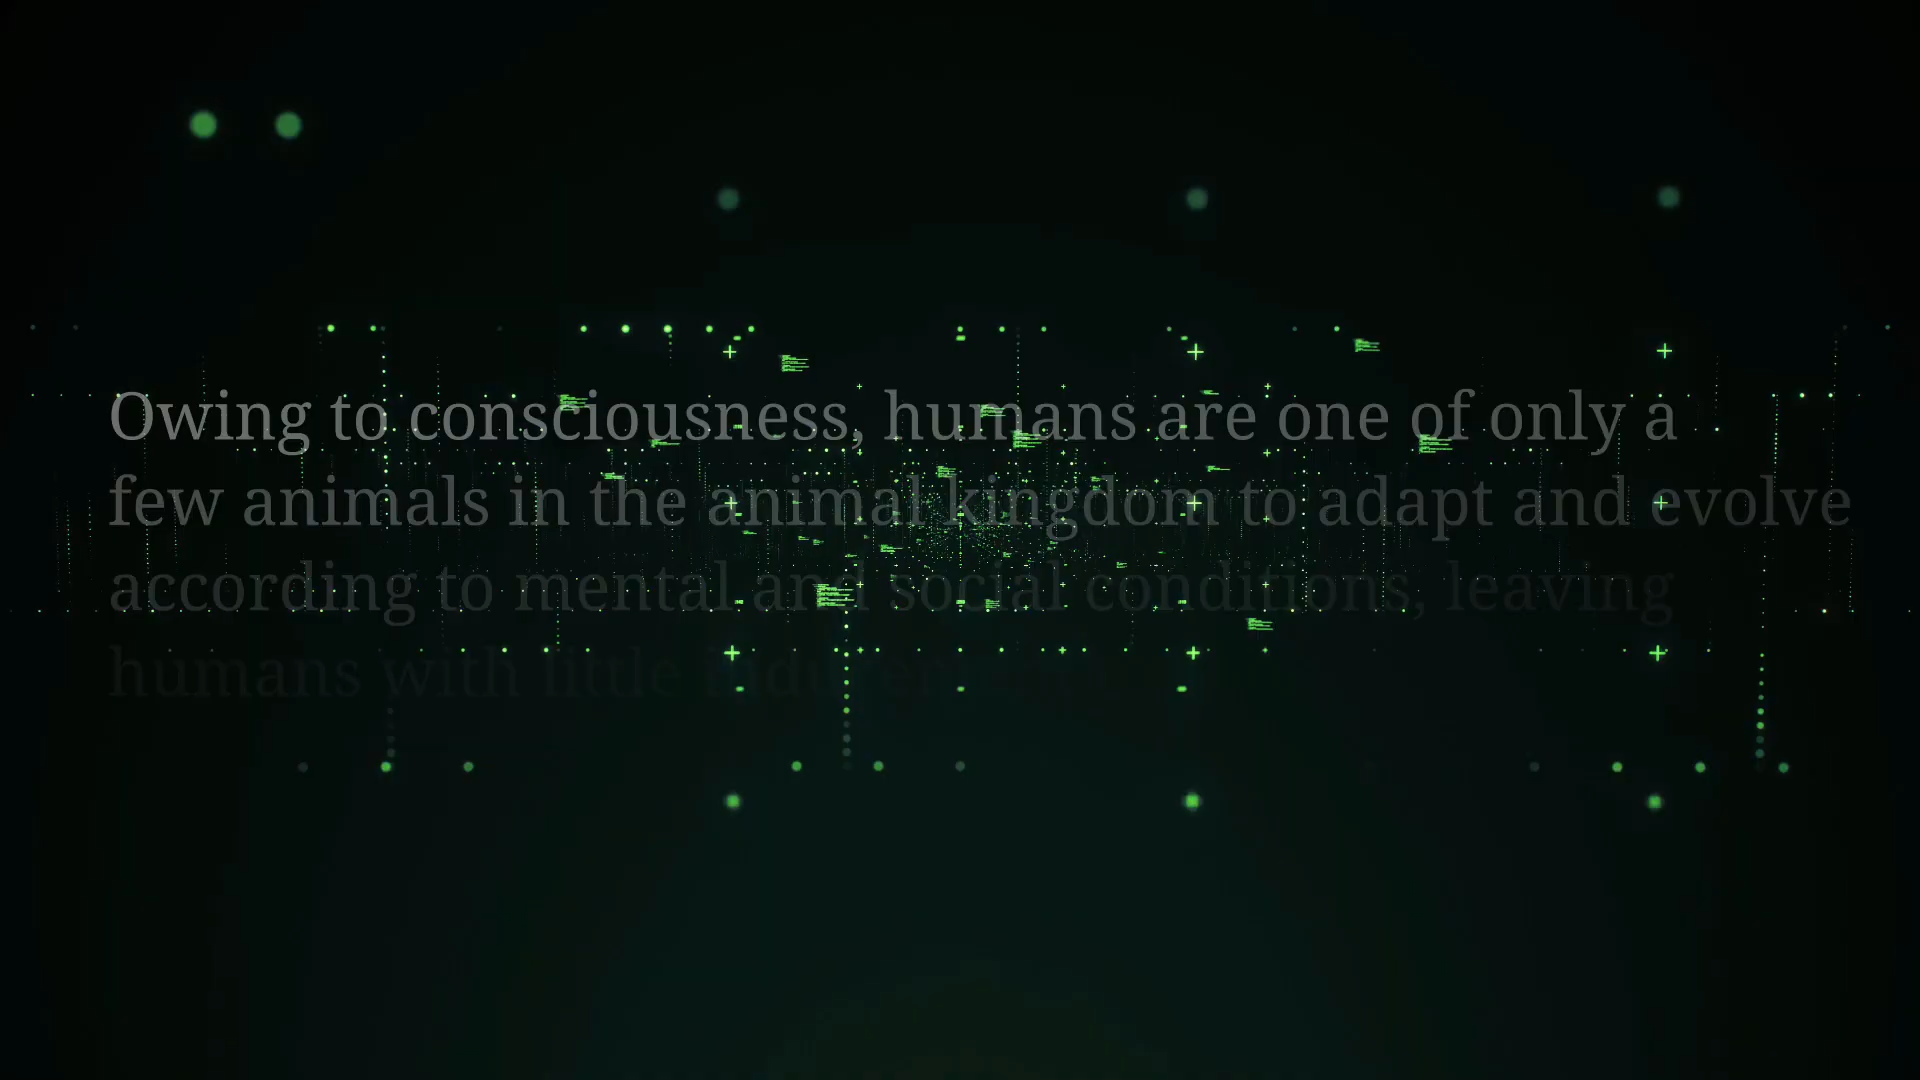 Owing to consciousness, humans are one of only a
few animals in the animal kingdom to adapt and evolve
according to mental and social conditions, leaving
humans with little